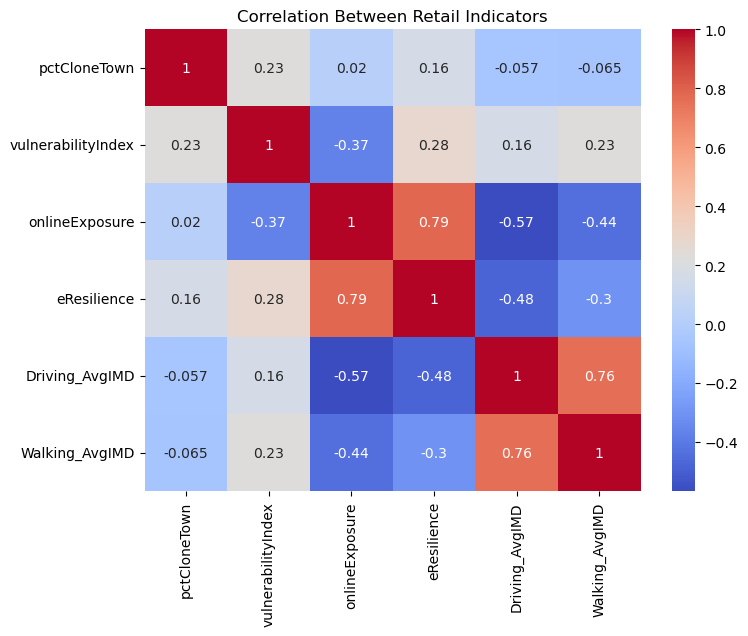 Correlation Between Retail Indicators
pctCloneTown 1 0.23 0.02 0.16 -0.057 -0.065
vulnerabilityIndex 0.23 1 -0.37 0.28 0.16 0.23
onlineExposure 0.02 -0.37 1 0.79 -0.57 -0.44
eResilience 0.16 0.28 0.79 1 -0.48 -0.3
Driving_AvgIMD -0.057 0.16 -0.57 -0.48 1 0.76
Walking_AvgIMD -0.065 0.23 -0.44 -0.3 0.76 1
pctCloneTown
vulnerabilityIndex
onlineExposure
eResilience
Driving_AvgIMD
Walking_AvgIMD
1.0
0.8
0.6
0.4
0.2
0.0
−0.2
−0.4